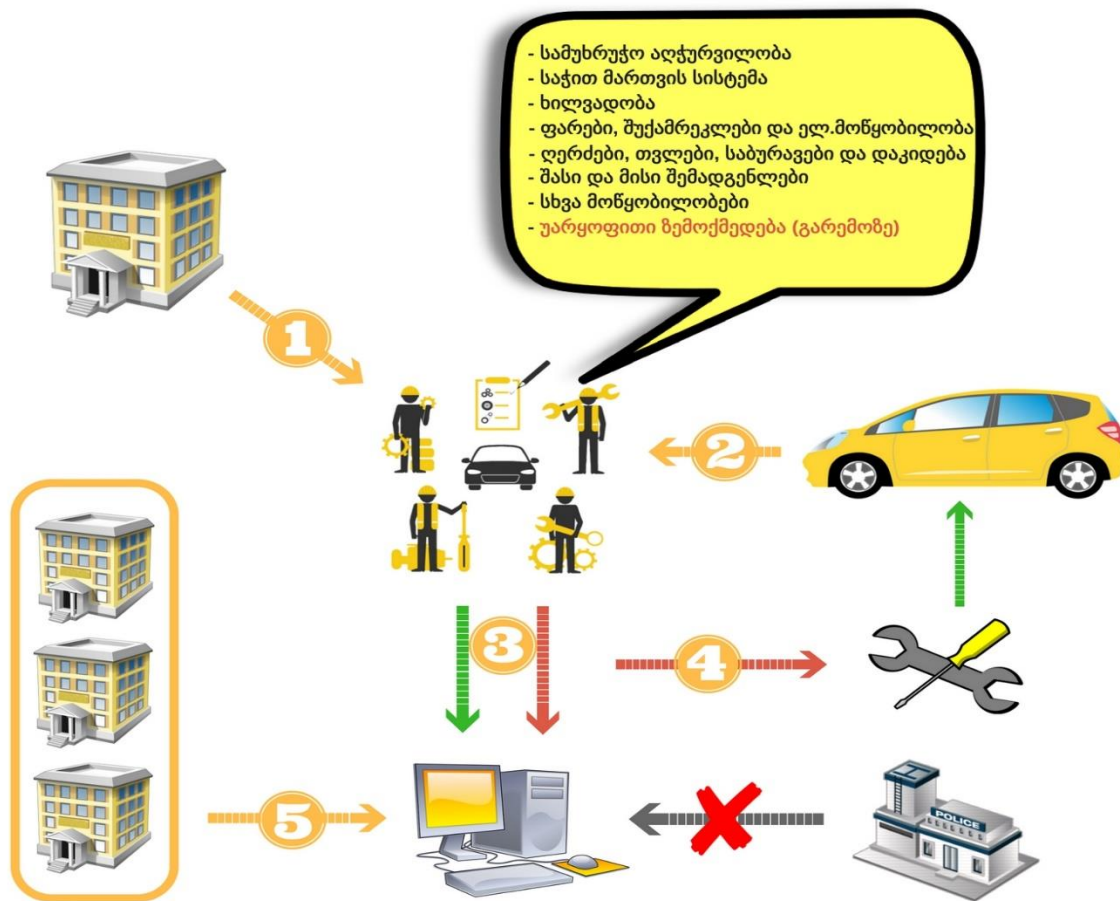 - სამუხრუჭო აღჭურვილობა
- საჭით მართვის სისტემა
- ხილვადობა
- ფარები, შუქამრეკლები და ელ.მოწყობილობა
- ღერძები, თვლები, საბურავები და დაკიდება
- შასი და მისი შემადგენლები
- სხვა მოწყობილობები
- უარყოფითი ზემოქმედება (გარემოზე)
1
2
3
4
5
H
POLICE